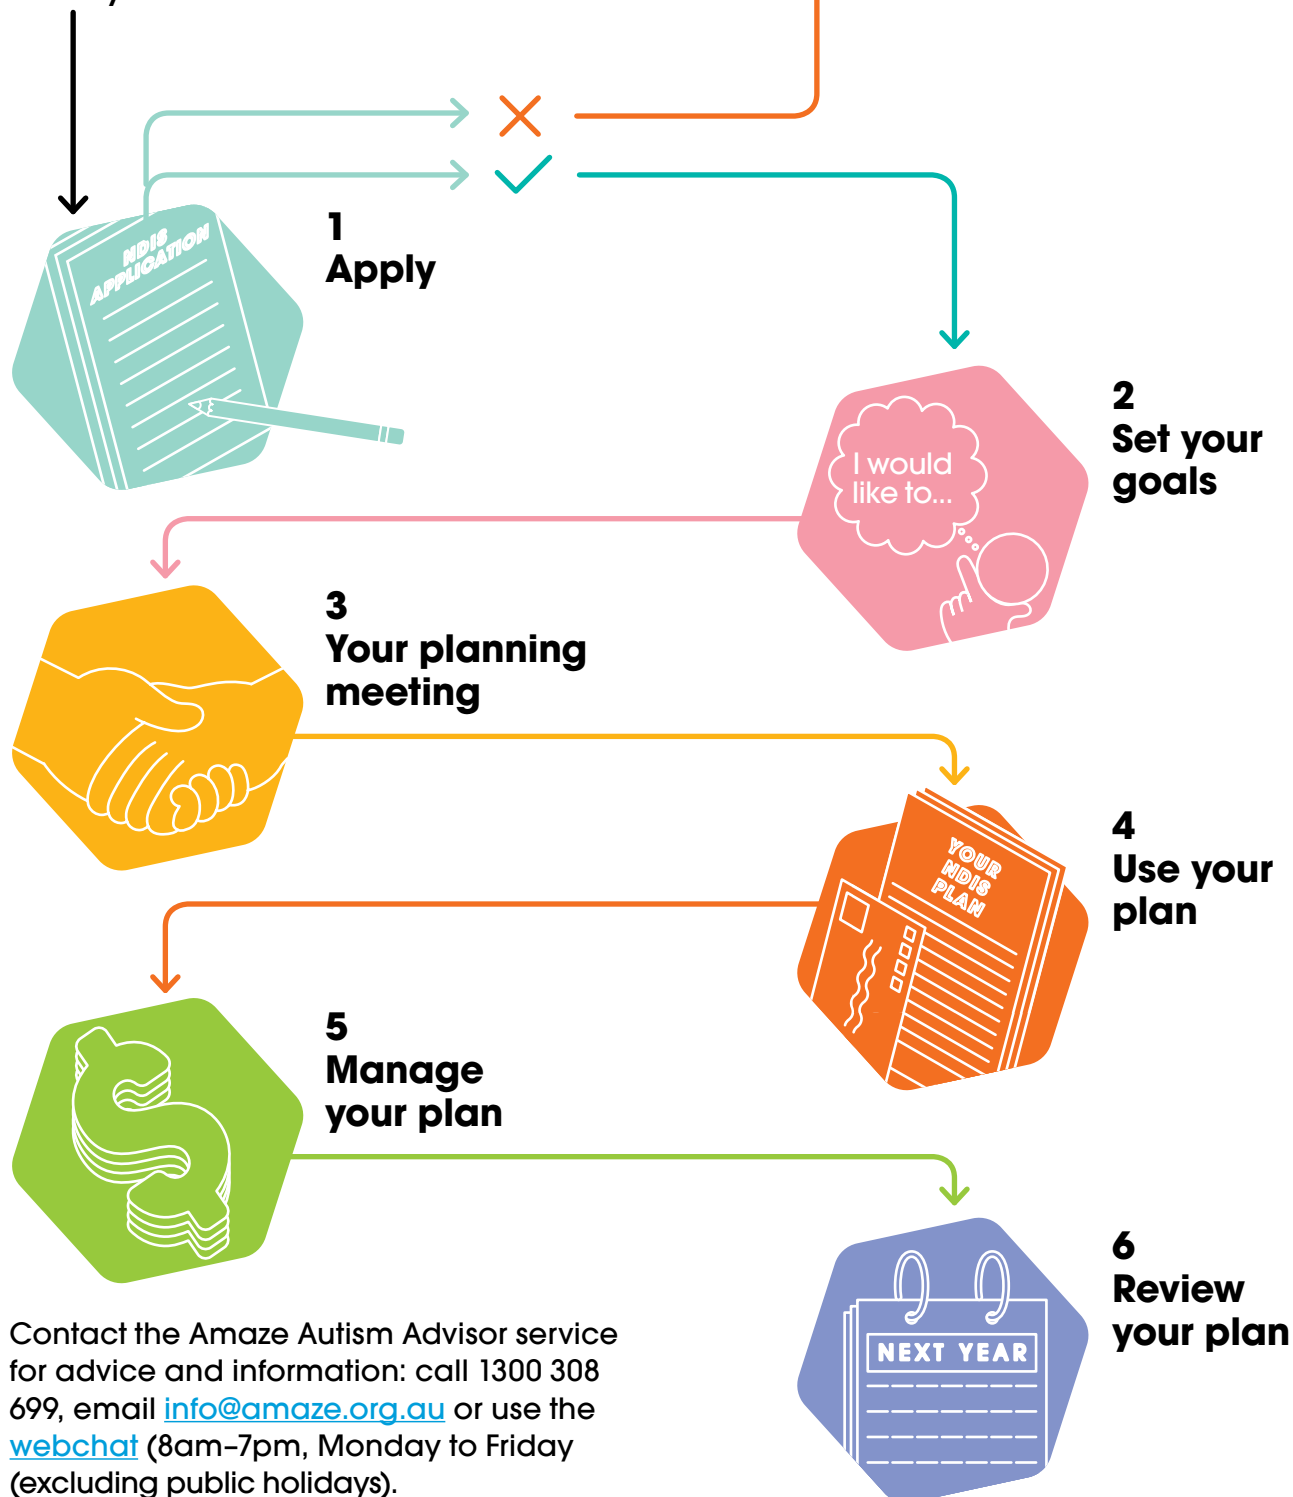 NDIS
APPLICATION
1
Apply
2
Set your
goals
I would
like to...
3
Your planning
meeting
4
Use your
plan
YOUR
NDIS
PLAN
5
Manage
your plan
6
Review
your plan
NEXT YEAR
Contact the Amaze Autism Advisor service
for advice and information: call 1300 308
699, email info@amaze.org.au or use the
webchat (8am–7pm, Monday to Friday
(excluding public holidays).